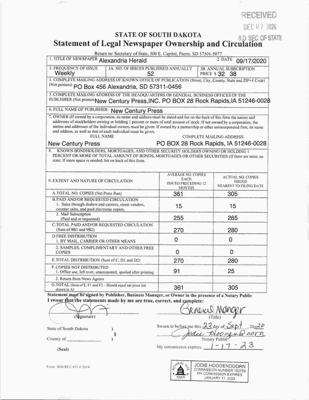 RECEIVED
DEC 07 2020
S.D. SEC OF STATE
STATE OF SOUTH DAKOTA
Statement of Legal Newspaper Ownership and Circulation
Return to: Secretary of State, 500 E. Capitol, Pierre, SD 57501-5077
1. TITLE OF NEWSPAPER Alexandria Herald
2. DATE 09/17/2020
3. FREQUENCY OF ISSUE Weekly
3A. NO. OF ISSUES PUBLISHED ANNUALLY 52
3B. ANNUAL SUBSCRIPTION PRICE $ 32 38
4. COMPLETE MAILING ADDRESS OF KNOWN OFFICE OF PUBLICATION (Street, City, County, State and ZIP+4 Code)
(Not printers) PO Box 456 Alexandria, SD 57311-0456
5. COMPLETE MAILING ADDRESS OF THE HEADQUARTERS OR GENERAL BUSINESS OFFICES OF THE
PUBLISHER (Not printers) New Century Press,INC. PO BOX 28 Rock Rapids,IA 51246-0028
6. FULL NAME OF PUBLISHER: New Century Press
7. OWNER (If owned by a corporation, its name and address must be stated and also on the back of this form the names and
addresses of stockholders owning or holding 1 percent or more of total amount of stock. If not owned by a corporation, the
names and addresses of the individual owners must be given. If owned by a partnership or other unincorporated firm, its name
and address, as well as that of each individual must be given.
FULL NAME
COMPLETE MAILING ADDRESS
New Century Press
PO BOX 28 Rock Rapids, IA 51246-0028
8. KNOWN BONDHOLDERS, MORTGAGES, AND OTHER SECURITY HOLDERS OWNING OR HOLDING 1
PERCENT OR MORE OF TOTAL AMOUNT OF BONDS, MORTGAGES OR OTHER SECURITIES (If there are none, so
state. If more space is needed, list on back of this form.
9. EXTENT AND NATURE OF CIRCULATION
AVERAGE NO. COPIES EACH ISSUE DURING PRECEDING 12 MONTHS
ACTUAL NO. COPIES ISSUED NEAREST TO FILING DATE
A. TOTAL NO. COPIES (Net Press Run) 361 305
B. PAID AND/OR REQUESTED CIRCULATION
1. Sales through dealers and carriers, street vendors, counter sales, and paid electronic copies. 15 15
2. Mail Subscription (Paid and or requested) 255 265
C. TOTAL PAID AND/OR REQUESTED CIRCULATION (Sum of 9B1 and 9B2) 270 280
D. FREE DISTRIBUTION
1. BY MAIL, CARRIER OR OTHER MEANS 0 0
2. SAMPLES, COMPLIMENTARY AND OTHER FREE COPIES 0 0
E. TOTAL DISTRIBUTION (Sum of C, D1 and D2) 270 280
F. COPIES NOT DISTRIBUTED
1. Office use, left over, unaccounted, spoiled after printing 91 25
2. Return from News Agents
G. TOTAL (Sum of E, F1 and F2 - Should equal net press run shown in A) 361 305
Statement must be signed by Publisher, Business Manager, or Owner in the presence of a Notary Public
I swear that the statements made by me are true, correct, and complete:
General Manager
(Signature)
(Title)
State of South Dakota )
Sworn to before me this 23 day of Sept 2020
County of )
Jodie Hoogendoorn
Notary Public
(Seal)
My commission expires: 1-17-23
JODIE HOOGENDOORN
MY COMMISSION EXPIRES
JANUARY 17, 2023